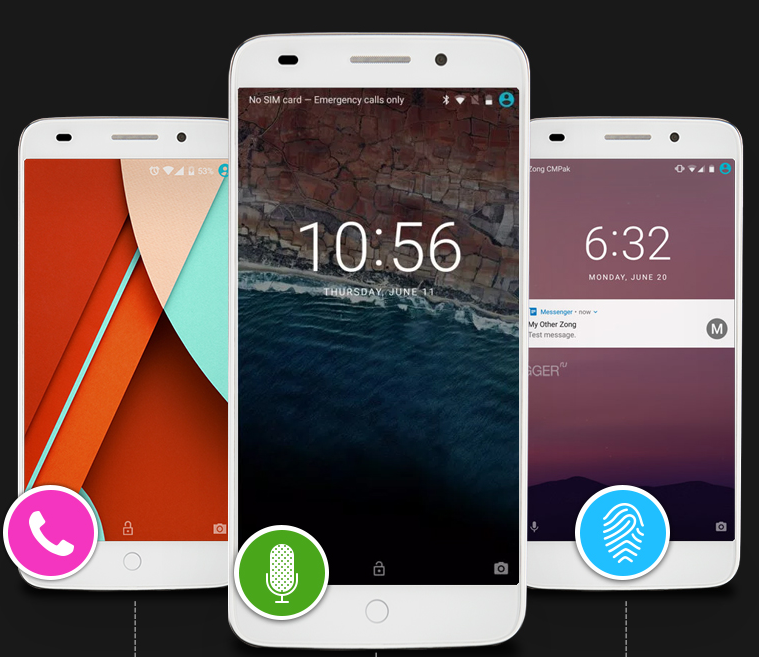 53%
No SIM card — Emergency calls only
10:56
THURSDAY, JUNE 11
Zong CMPak
6:32
MONDAY, JUNE 20
Messenger • now
My Other Zong
Test message.
M
GGER